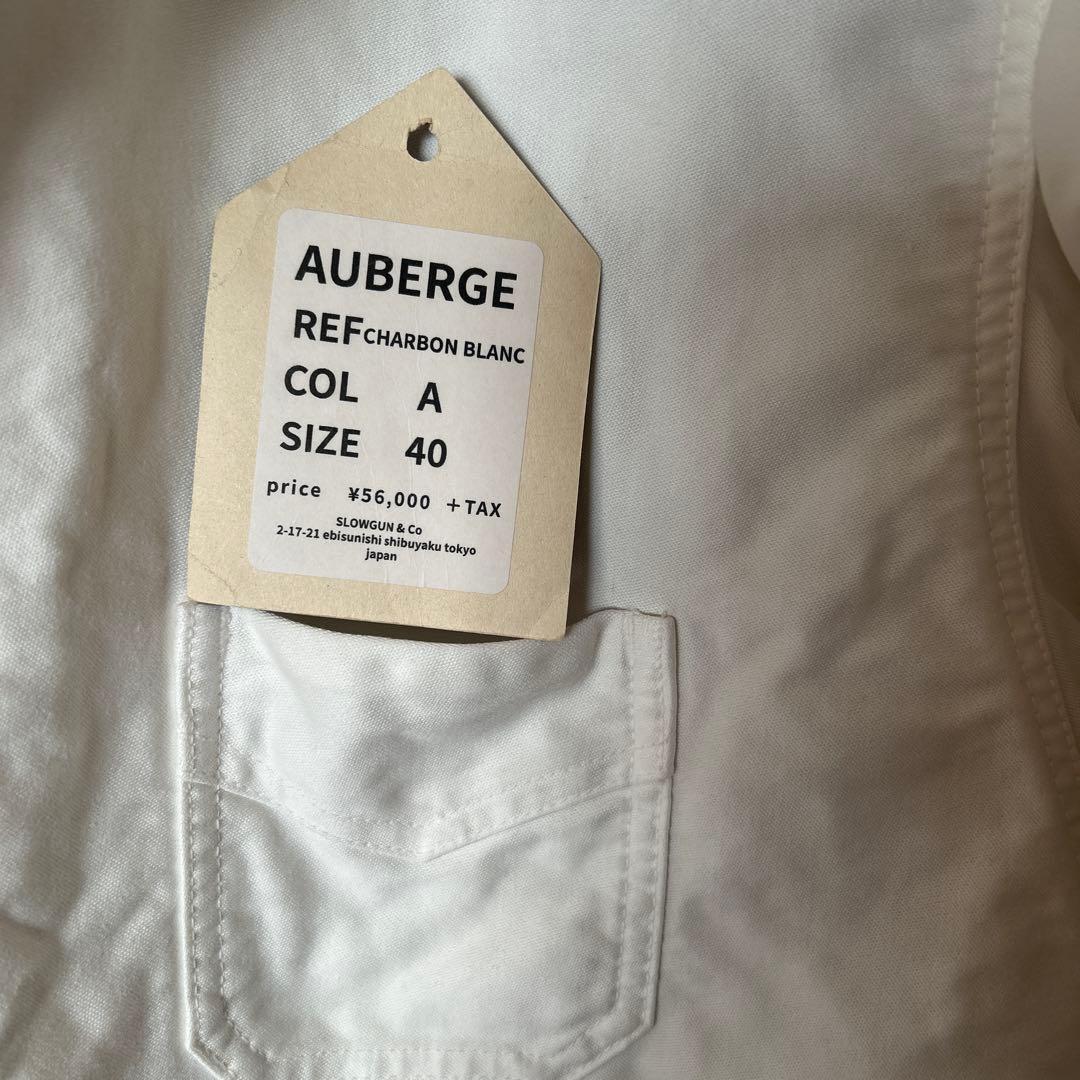 AUBERGE
REF CHARBON BLANC
COL A
SIZE 40
price ¥56,000 +TAX
SLOWGUN & Co
2-17-21 ebisunishi shibuyaku tokyo
japan